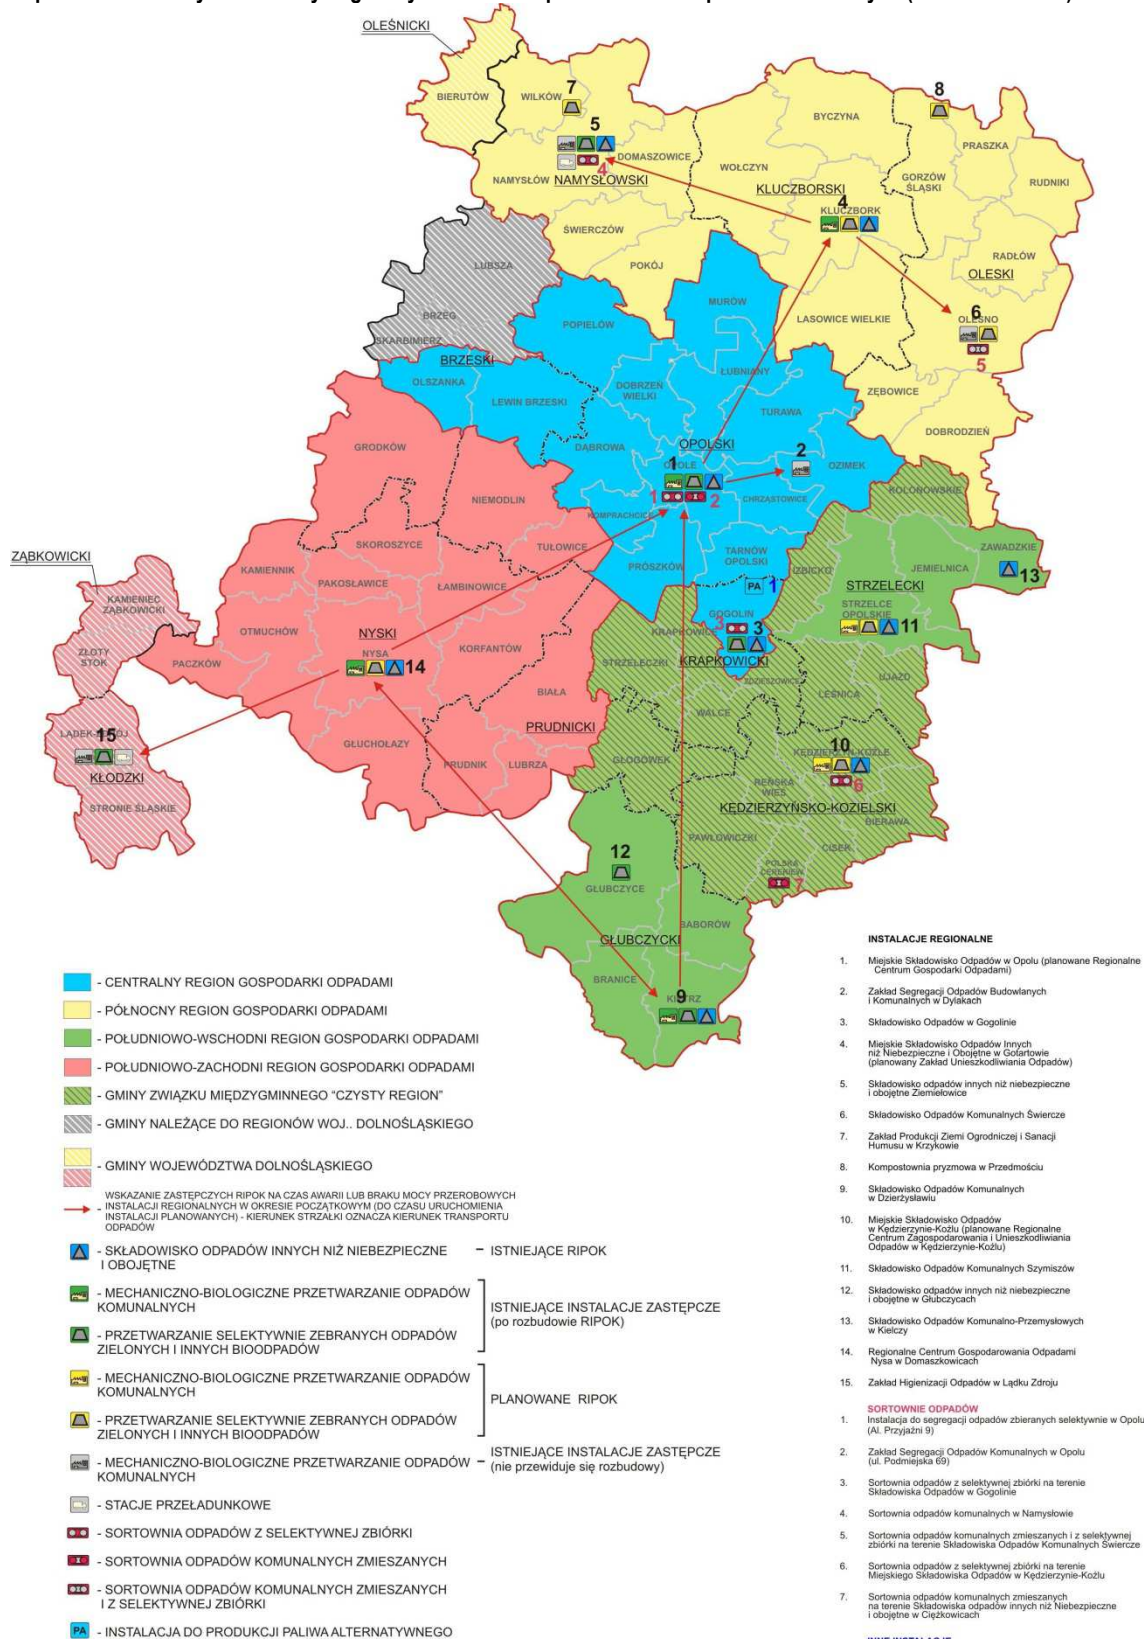 OLEŚNICKI
BIERUTÓW
WILKÓW
7
8
BYCZYNA
5
PRASZKA
DOMASZOWICE
WOŁCZYN
GORZÓW
ŚLĄSKI
RUDNIKI
NAMYSŁÓW
4
NAMYSŁOWSKI
KLUCZBORSKI
4
KLUCZBORK
ŚWIERCZÓW
RADŁÓW
OLESKI
LUBSZA
POKÓJ
MURÓW
BRZEG
POPIELÓW
LASOWICE WIELKIE
6
OLESNO
SKARBIMIERZ
BRZESKI
5
OLSZANKA
ŁUBNIANY
DOBRZEŃ
WIELKI
ZĘBOWICE
LEWIN BRZESKI
TURAWA
DOBRODZIEŃ
GRODKÓW
DĄBROWA
OPOLSKI
2
1
OPOLE
OZIMEK
NIEMODLIN
1
2
CHRZĄSTOWICE
KOLONOWSKIE
KOMPRACHCICE
SKOROSZYCE
TUŁOWICE
TARNÓW
OPOLSKI
ZAWADZKIE
ZĄBKOWICKI
PRÓSZKÓW
IZBICKO
JEMIELNICA
13
KAMIENNIK
PAKOSŁAWICE
ŁAMBINOWICE
STRZELECKI
KAMIENIEC
ZĄBKOWICKI
PA
1
STRZELCE
OPOLSKIE
GOGOLIN
11
OTMUCHÓW
NYSKI
3
3
KRAPKOWICE
ZŁOTY
STOK
NYSA
KORFANTÓW
STRZELECZKI
KRAPKOWICKI
PACZKÓW
14
ZDZIESZOWICE
UJAZD
BIAŁA
LEŚNICA
WALCE
PRUDNICKI
15
LĄDEK-ZDRÓJ
GŁUCHOŁAZY
10
KĘDZIERZYN-KOŹLE
PRUDNIK
LUBRZA
GŁOGÓWEK
KŁODZKI
REŃSKA
WIEŚ
6
STRONIE ŚLĄSKIE
KĘDZIERZYŃSKO-KOZIELSKI
BIERAWA
PAWŁOWICZKI
CISEK
12
POLSKA
CEREKIEW
7
GŁUBCZYCE
BABORÓW
GŁUBCZYCKI
BRANICE
9
KIETRZ
- CENTRALNY REGION GOSPODARKI ODPADAMI
- PÓŁNOCNY REGION GOSPODARKI ODPADAMI
- POŁUDNIOWO-WSCHODNI REGION GOSPODARKI ODPADAMI
- POŁUDNIOWO-ZACHODNI REGION GOSPODARKI ODPADAMI
- GMINY ZWIĄZKU MIĘDZYGMINNEGO "CZYSTY REGION"
- GMINY NALEŻĄCE DO REGIONÓW WOJ.. DOLNOŚLĄSKIEGO
- GMINY WOJEWÓDZTWA DOLNOŚLĄSKIEGO
WSKAZANIE ZASTĘPCZYCH RIPOK NA CZAS AWARII LUB BRAKU MOCY PRZEROBOWYCH
- INSTALACJI REGIONALNYCH W OKRESIE POCZĄTKOWYM (DO CZASU URUCHOMIENIA
INSTALACJI PLANOWANYCH) - KIERUNEK STRZAŁKI OZNACZA KIERUNEK TRANSPORTU
ODPADÓW
- SKŁADOWISKO ODPADÓW INNYCH NIŻ NIEBEZPIECZNE
I OBOJĘTNE
- ISTNIEJĄCE RIPOK
- MECHANICZNO-BIOLOGICZNE PRZETWARZANIE ODPADÓW
KOMUNALNYCH
- PRZETWARZANIE SELEKTYWNIE ZEBRANYCH ODPADÓW
ZIELONYCH I INNYCH BIOODPADÓW
ISTNIEJĄCE INSTALACJE ZASTĘPCZE
(po rozbudowie RIPOK)
- MECHANICZNO-BIOLOGICZNE PRZETWARZANIE ODPADÓW
KOMUNALNYCH
- PRZETWARZANIE SELEKTYWNIE ZEBRANYCH ODPADÓW
ZIELONYCH I INNYCH BIOODPADÓW
PLANOWANE RIPOK
- MECHANICZNO-BIOLOGICZNE PRZETWARZANIE ODPADÓW
KOMUNALNYCH
- ISTNIEJĄCE INSTALACJE ZASTĘPCZE
(nie przewiduje się rozbudowy)
- STACJE PRZEŁADUNKOWE
- SORTOWNIA ODPADÓW Z SELEKTYWNEJ ZBIÓRKI
- SORTOWNIA ODPADÓW KOMUNALNYCH ZMIESZANYCH
- SORTOWNIA ODPADÓW KOMUNALNYCH ZMIESZANYCH
I Z SELEKTYWNEJ ZBIÓRKI
PA - INSTALACJA DO PRODUKCJI PALIWA ALTERNATYWNEGO
INSTALACJE REGIONALNE
1. Miejskie Składowisko Odpadów w Opolu (planowane Regionalne
Centrum Gospodarki Odpadami)
2. Zakład Segregacji Odpadów Budowlanych
i Komunalnych w Dylakach
3. Składowisko Odpadów w Gogolinie
4. Miejskie Składowisko Odpadów Innych
niż Niebezpieczne i Obojętne w Gotartowie
(planowany Zakład Unieszkodliwiania Odpadów)
5. Składowisko odpadów innych niż niebezpieczne
i obojętne Ziemiełowice
6. Składowisko Odpadów Komunalnych Świercze
7. Zakład Produkcji Ziemi Ogrodniczej i Sanacji
Humusu w Krzykowie
8. Kompostownia pryzmowa w Przedmościu
9. Składowisko Odpadów Komunalnych
w Dzierżysławiu
10. Miejskie Składowisko Odpadów
w Kędzierzynie-Koźlu (planowane Regionalne
Centrum Zagospodarowania i Unieszkodliwiania
Odpadów w Kędzierzynie-Koźlu)
11. Składowisko Odpadów Komunalnych Szymiszów
12. Składowisko odpadów innych niż niebezpieczne
i obojętne w Głubczycach
13. Składowisko Odpadów Komunalno-Przemysłowych
w Kielczy
14. Regionalne Centrum Gospodarowania Odpadami
Nysa w Domaszkowicach
15. Zakład Higienizacji Odpadów w Lądku Zdroju
SORTOWNIE ODPADÓW
1. Instalacja do segregacji odpadów zbieranych selektywnie w Opolu
(Al. Przyjaźni 9)
2. Zakład Segregacji Odpadów Komunalnych w Opolu
(ul. Podmiejska 69)
3. Sortownia odpadów z selektywnej zbiórki na terenie
Składowiska Odpadów w Gogolinie
4. Sortownia odpadów komunalnych w Namysłowie
5. Sortownia odpadów komunalnych zmieszanych i z selektywnej
zbiórki na terenie Składowiska Odpadów Komunalnych Świercze
6. Sortownia odpadów z selektywnej zbiórki na terenie
Miejskiego Składowiska Odpadów w Kędzierzynie-Koźlu
7. Sortownia odpadów komunalnych zmieszanych
na terenie Składowiska odpadów innych niż Niebezpieczne
i obojętne w Ciężkowicach